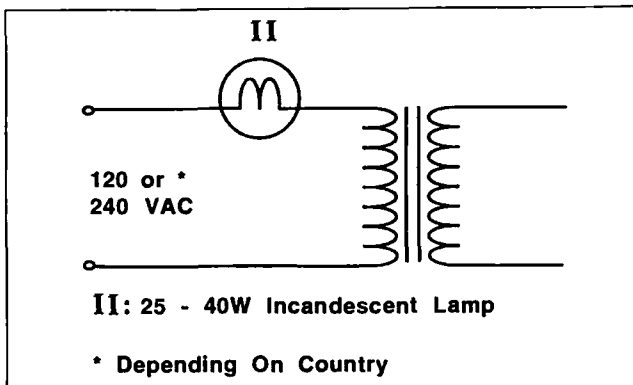 II
120 or *
240 VAC
II: 25 - 40W Incandescent Lamp
* Depending On Country